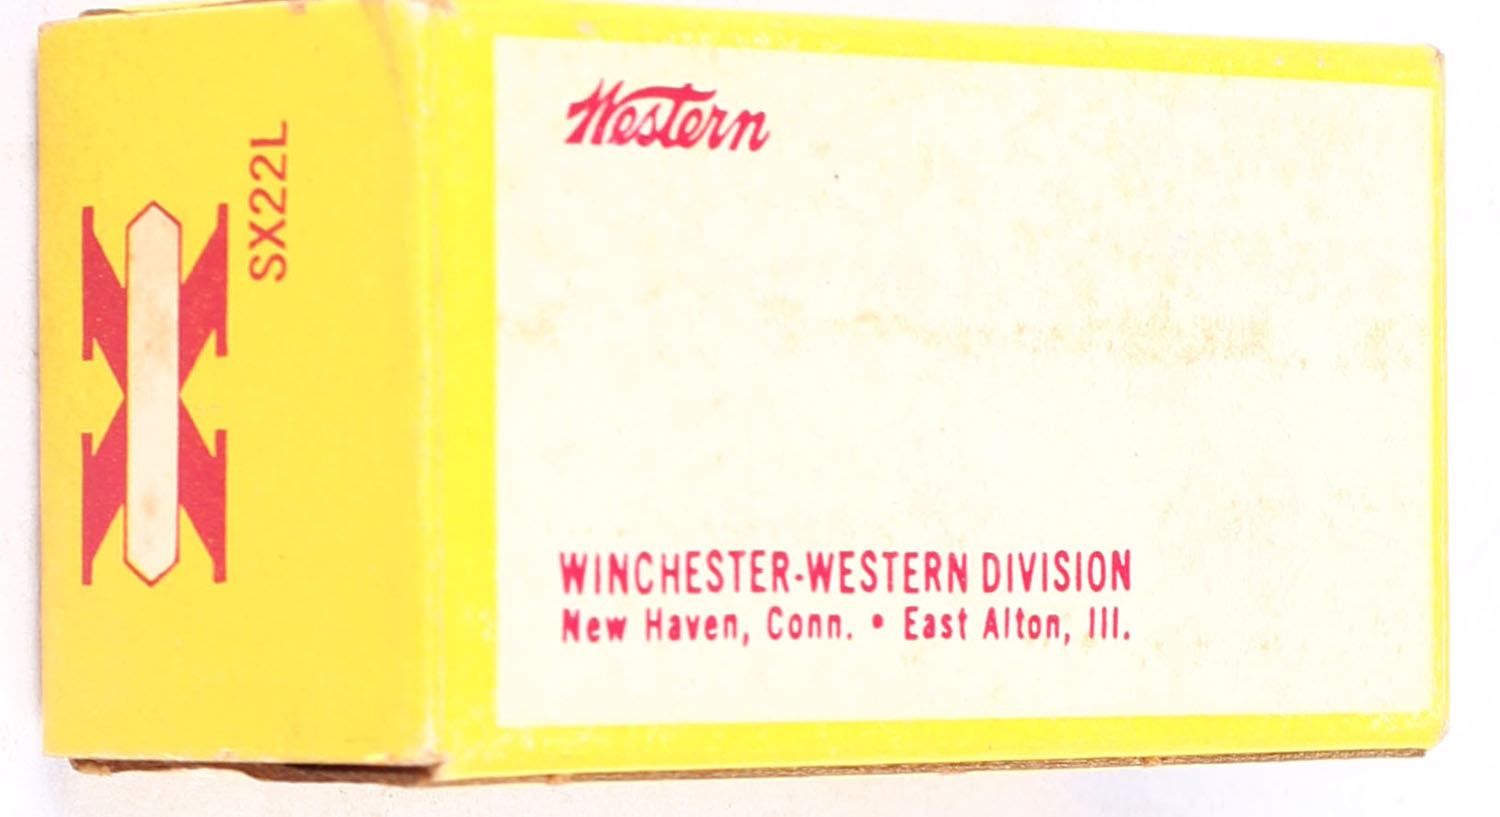 SX22L
Western
WINCHESTER-WESTERN DIVISION
New Haven, Conn. • East Alton, Ill.